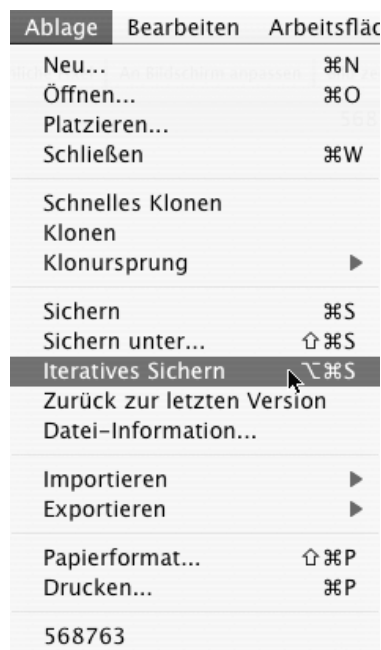 Ablage Bearbeiten Arbeitsfläc
Neu... ⌘N
Öffnen... ⌘O
Platzieren...
Schließen ⌘W
Schnelles Klonen
Klonen
Klonursprung ▶
Sichern ⌘S
Sichern unter... ⇧⌘S
Iteratives Sichern ⌥⌘S
Zurück zur letzten Version
Datei-Information...
Importieren ▶
Exportieren ▶
Papierformat... ⇧⌘P
Drucken... ⌘P
568763